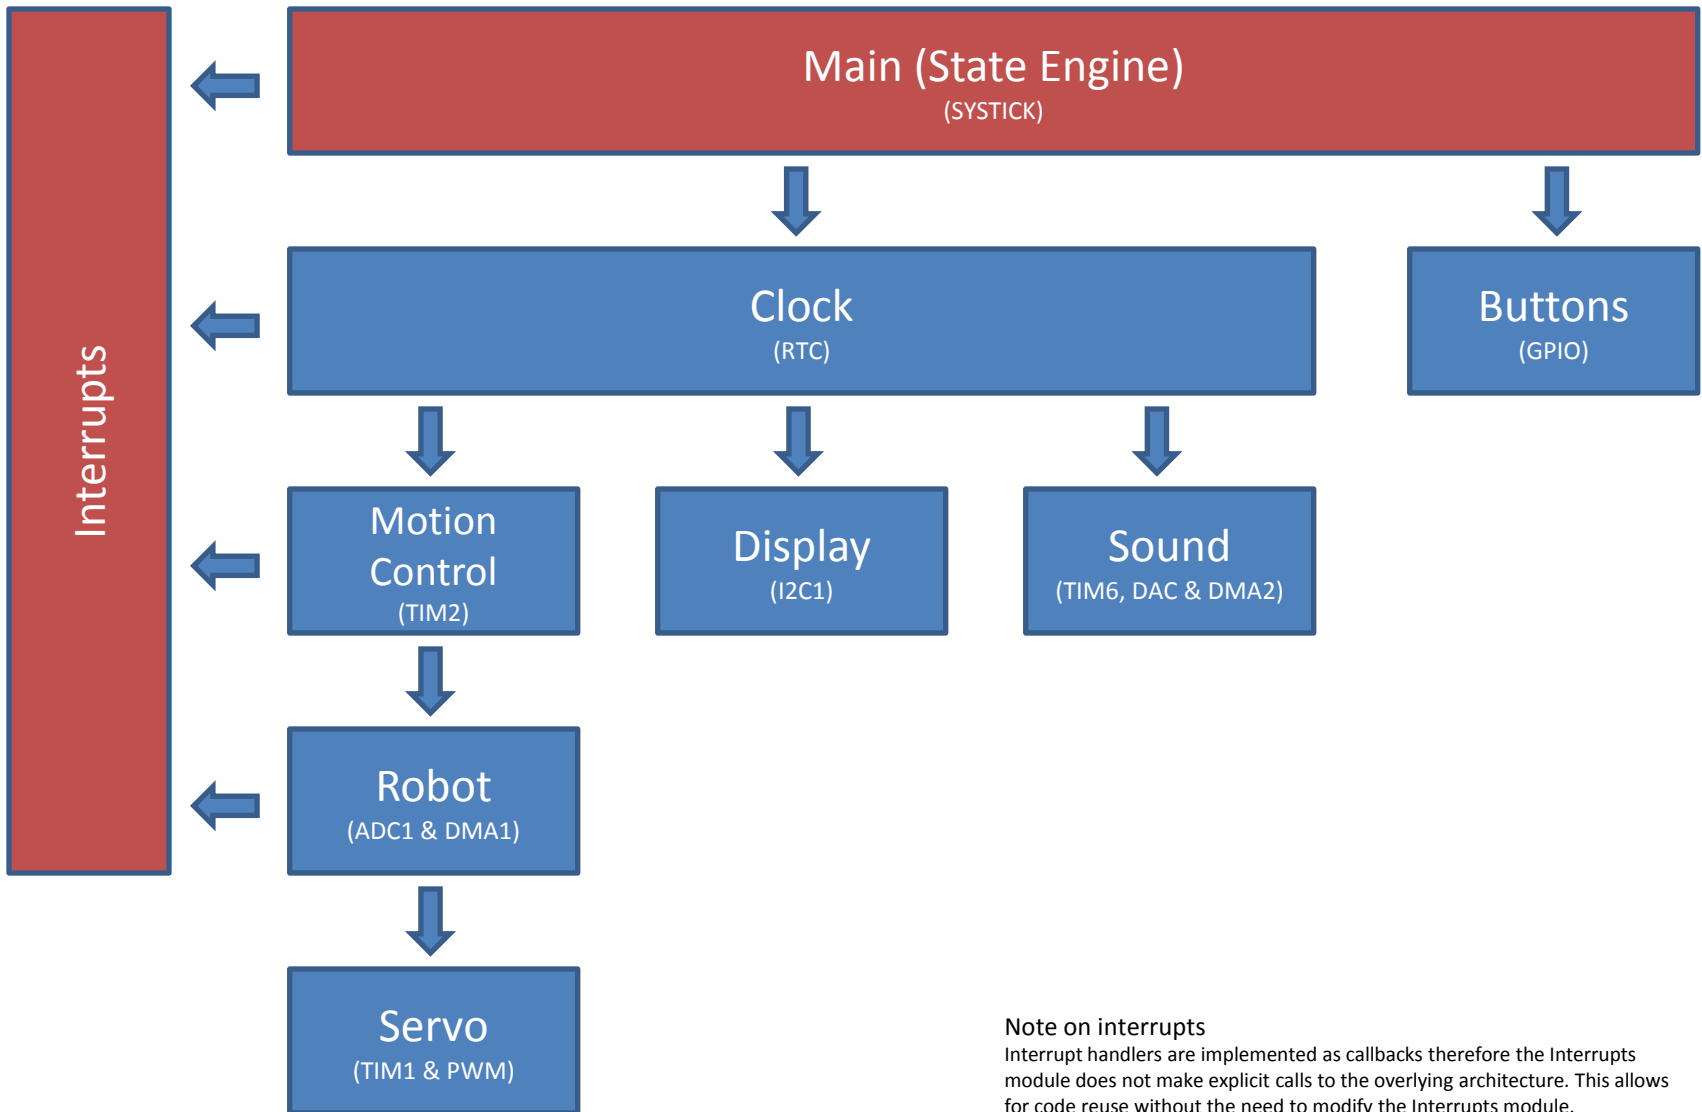 Interrupts
Main (State Engine)
(SYSTICK)
Clock
(RTC)
Buttons
(GPIO)
Motion
Control
(TIM2)
Display
(I2C1)
Sound
(TIM6, DAC & DMA2)
Robot
(ADC1 & DMA1)
Servo
(TIM1 & PWM)
Note on interrupts
Interrupt handlers are implemented as callbacks therefore the Interrupts
module does not make explicit calls to the overlying architecture. This allows
for code reuse without the need to modify the Interrupts module.